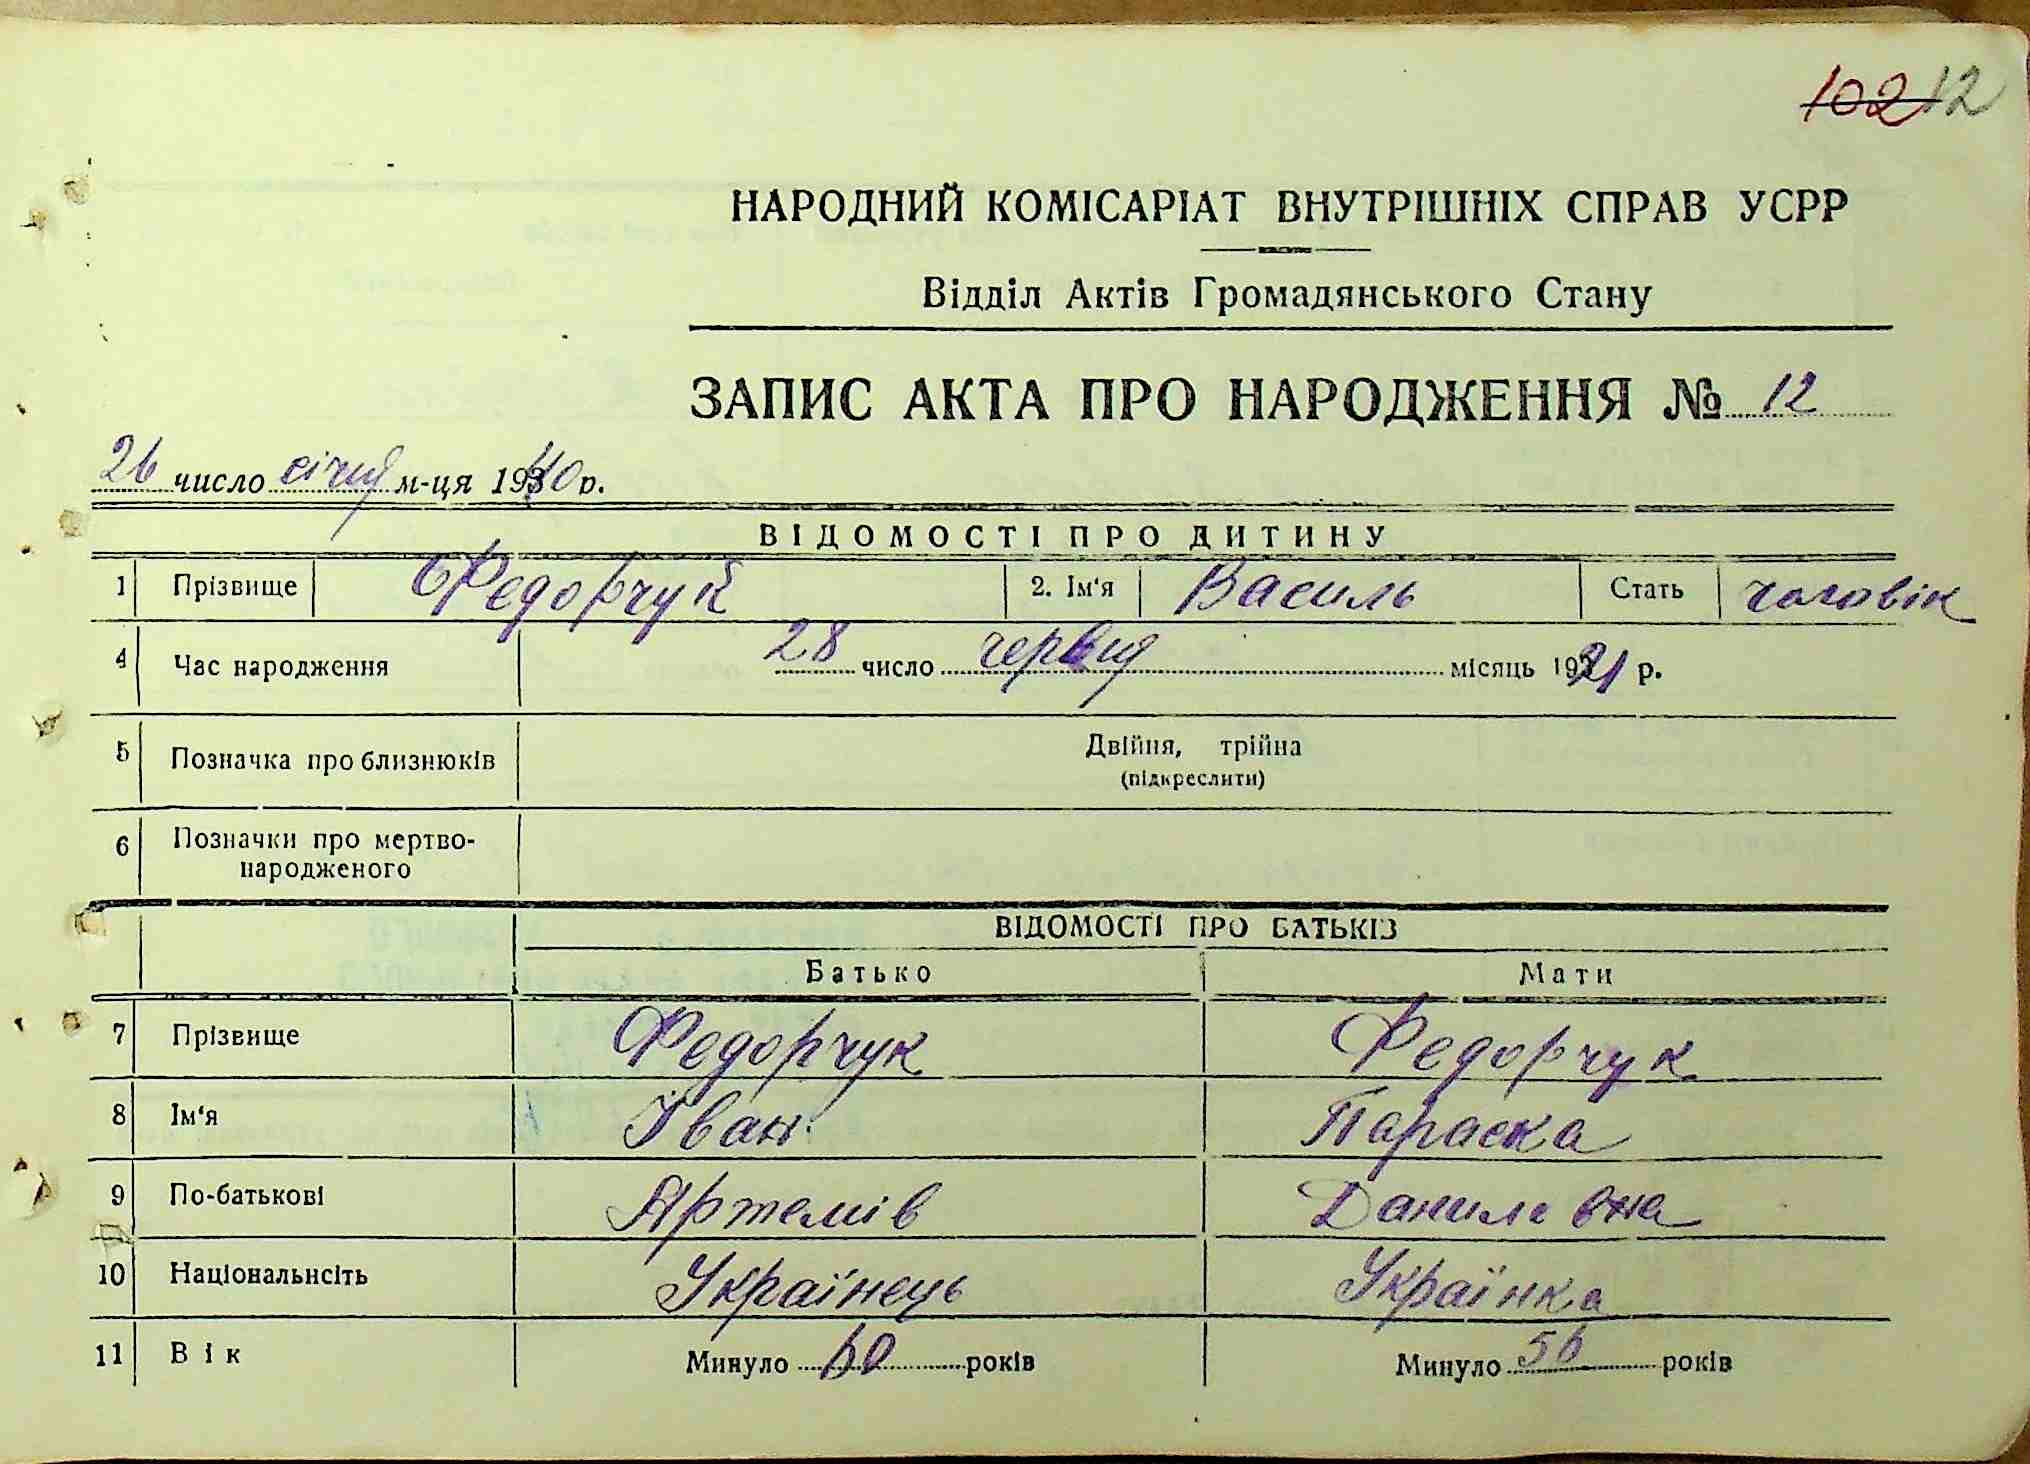 102 12
НАРОДНИЙ КОМІСАРІАТ ВНУТРІШНІХ СПРАВ УСРР
Відділ Актів Громадянського Стану
ЗАПИС АКТА ПРО НАРОДЖЕННЯ № 12
26 число січня м-ця 1940 р.
ВІДОМОСТІ ПРО ДИТИНУ
1 Прізвище Федорчук 2. Ім'я Василь Стать чоловік
4 Час народження 28 число червня місяць 1921 р.
5 Позначка про близнюків Двійня, трійна
(підкреслити)
6 Позначки про мертво-
народженого
ВІДОМОСТІ ПРО БАТЬКІВ
Батько Мати
7 Прізвище Федорчук Федорчук
8 Ім'я Іван Параска
9 По-батькові Артемів Данилівна
10 Національнсіть Українець Українка
11 Вік Минуло 60 років Минуло 56 років